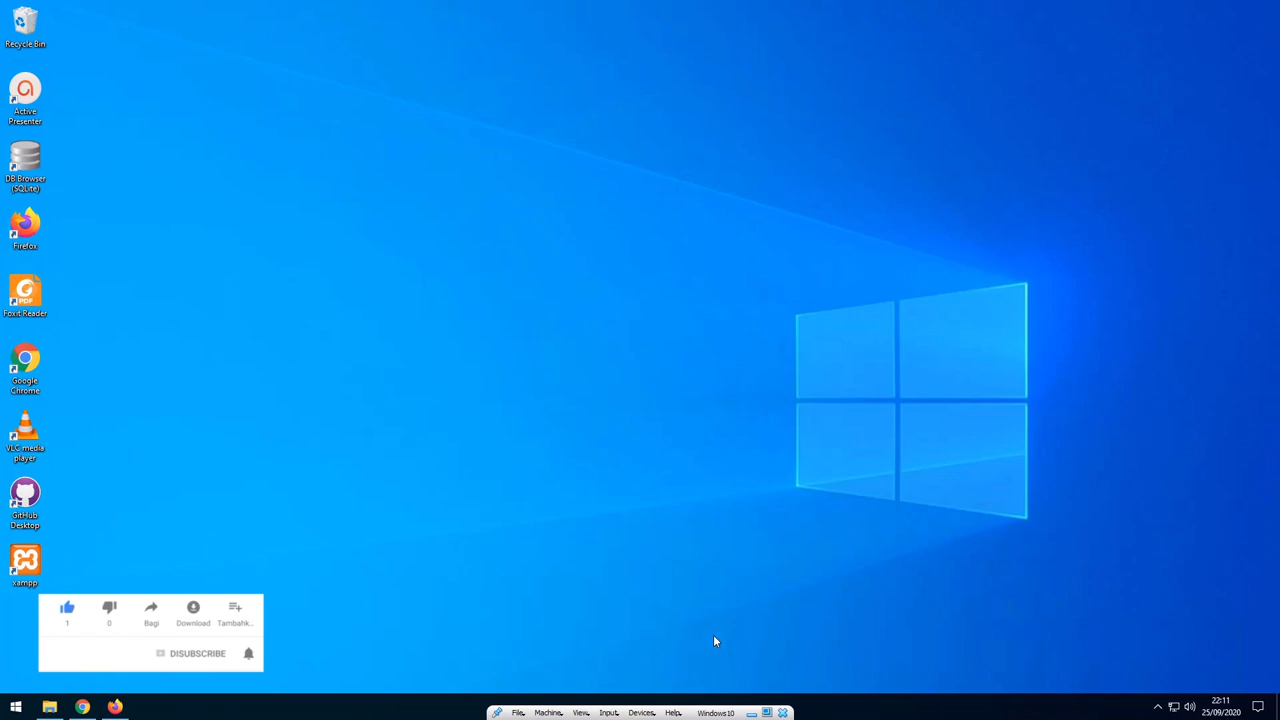 Recycle Bin
Active
Presenter
DB Browser
(SQLite)
Firefox
PDF
Foxit Reader
Google
Chrome
VLC media
player
GitHub
Desktop
xampp
1
0
Bagi
Download
Tambahk..
DISUBSCRIBE
File
Machine
View
Input
Devices
Help
Windows10
22:11
25/09/2020